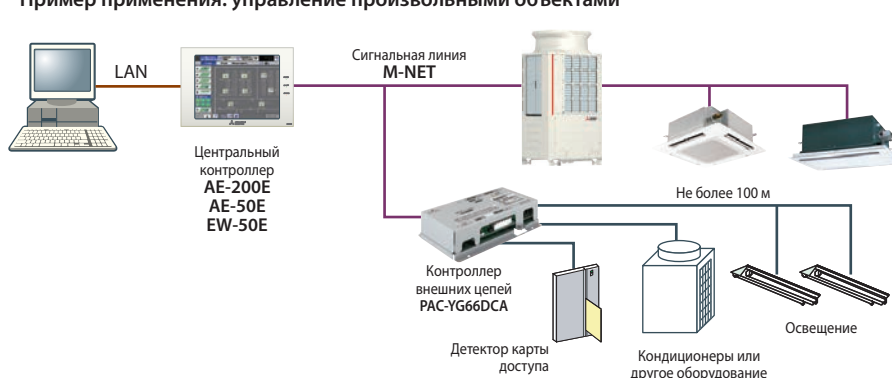 Пример применения: управление произвольными объектами
LAN
Сигнальная линия
M-NET
Центральный
контроллер
AE-200E
AE-50E
EW-50E
Не более 100 м
Контроллер
внешних цепей
PAC-YG66DCA
Детектор карты
доступа
Кондиционеры или
другое оборудование
Освещение